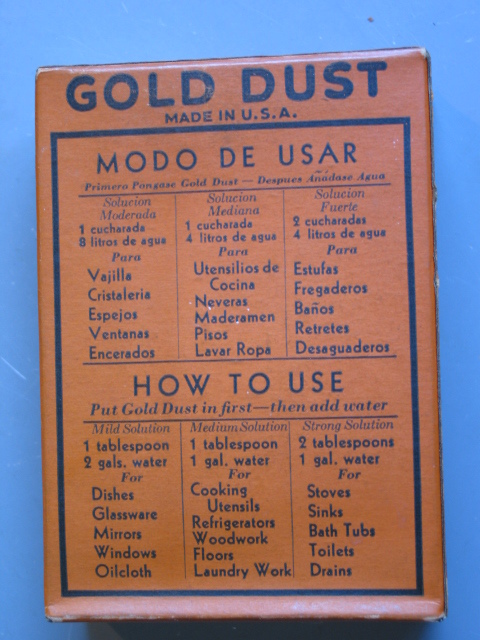 GOLD DUST
MADE IN U.S.A.
MODO DE USAR
Primero Pongase Gold Dust — Despues Añádase Agua
Solucion
Moderada
1 cucharada
8 litros de agua
Para
Vajilla
Cristaleria
Espejos
Ventanas
Encerados
Solucion
Mediana
1 cucharada
4 litros de agua
Para
Utensilios de
Cocina
Neveras
Maderamen
Pisos
Lavar Ropa
Solucion
Fuerte
2 cucharadas
4 litros de agua
Para
Estufas
Fregaderos
Baños
Retretes
Desaguaderos
HOW TO USE
Put Gold Dust in first—then add water
Mild Solution
1 tablespoon
2 gals. water
For
Dishes
Glassware
Mirrors
Windows
Oilcloth
Medium Solution
1 tablespoon
1 gal. water
For
Cooking
Utensils
Refrigerators
Woodwork
Floors
Laundry Work
Strong Solution
2 tablespoons
1 gal. water
For
Stoves
Sinks
Bath Tubs
Toilets
Drains